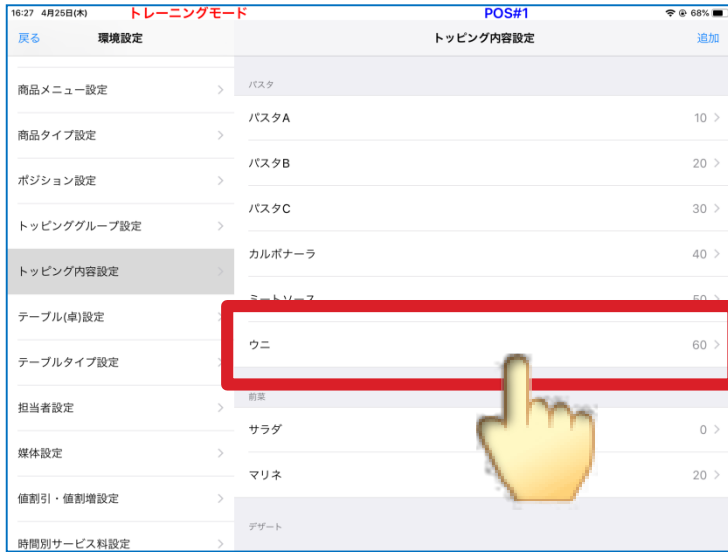 16:27 4月25日(木) トレーニングモード POS#1 68%
戻る 環境設定 トッピング内容設定 追加
商品メニュー設定
商品タイプ設定
ポジション設定
トッピンググループ設定
トッピング内容設定
テーブル(卓)設定
テーブルタイプ設定
担当者設定
媒体設定
値割引・値割増設定
時間別サービス料設定
パスタ
パスタA 10
パスタB 20
パスタC 30
カルボナーラ 40
ミートソース 50
ウニ 60
前菜
サラダ 0
マリネ 20
デザート